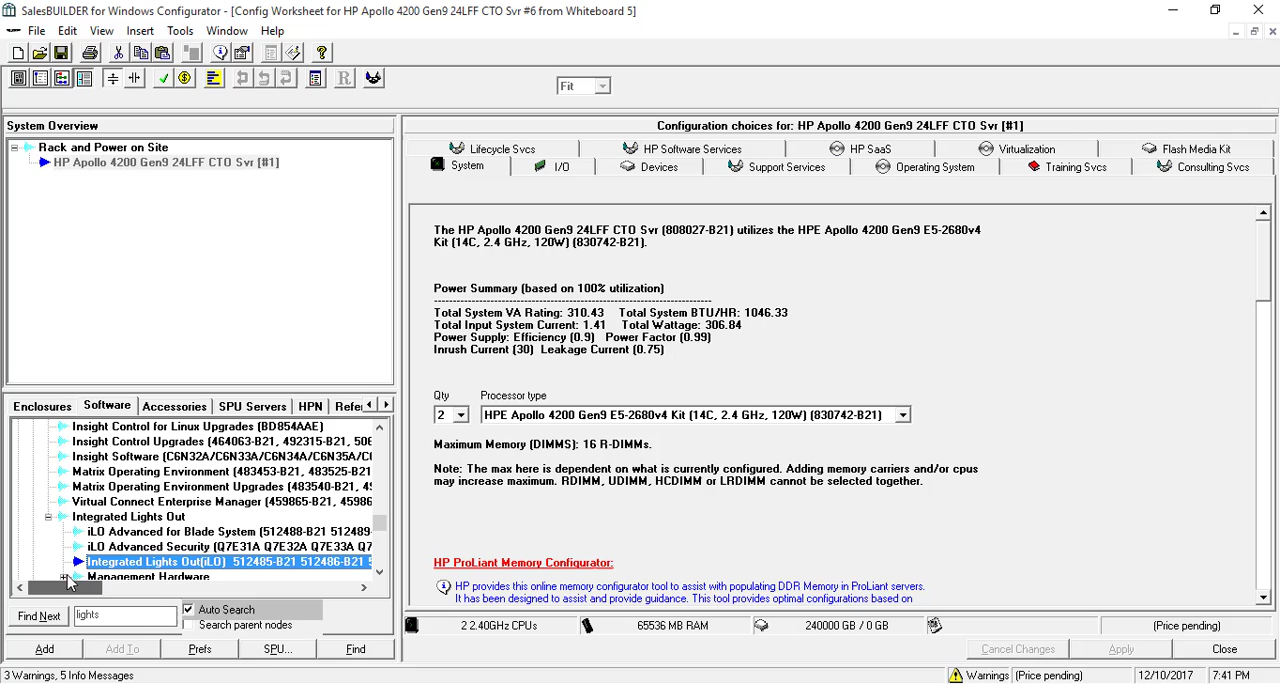 SalesBUILDER for Windows Configurator - [Config Worksheet for HP Apollo 4200 Gen9 24LFF CTO Svr #6 from Whiteboard 5]
File Edit View Insert Tools Window Help
Fit
System Overview
Rack and Power on Site
HP Apollo 4200 Gen9 24LFF CTO Svr [#1]
Configuration choices for: HP Apollo 4200 Gen9 24LFF CTO Svr [#1]
Lifecycle Svcs HP Software Services HP SaaS Virtualization Flash Media Kit
System I/O Devices Support Services Operating System Training Svcs Consulting Svcs
The HP Apollo 4200 Gen9 24LFF CTO Svr (808027-B21) utilizes the HPE Apollo 4200 Gen9 E5-2680v4
Kit (14C, 2.4 GHz, 120W) (830742-B21).
Power Summary (based on 100% utilization)
Total System VA Rating: 310.43 Total System BTU/HR: 1046.33
Total Input System Current: 1.41 Total Wattage: 306.84
Power Supply: Efficiency (0.9) Power Factor (0.99)
Inrush Current (30) Leakage Current (0.75)
Qty Processor type
2 HPE Apollo 4200 Gen9 E5-2680v4 Kit (14C, 2.4 GHz, 120W) (830742-B21)
Maximum Memory (DIMMS): 16 R-DIMMs.
Note: The max here is dependent on what is currently configured. Adding memory carriers and/or cpus
may increase maximum. RDIMM, UDIMM, HCDIMM or LRDIMM cannot be selected together.
HP ProLiant Memory Configurator:
HP provides this online memory configurator tool to assist with populating DDR Memory in ProLiant servers.
It has been designed to assist and provide guidance. This tool provides optimal configurations based on
Enclosures Software Accessories SPU Servers HPN Refer
Insight Control for Linux Upgrades (BD854AAE)
Insight Control Upgrades (464063-B21, 492315-B21, 506
Insight Software (C6N32A/C6N33A/C6N34A/C6N35A/C
Matrix Operating Environment (483453-B21, 483525-B21
Matrix Operating Environment Upgrades (483540-B21, 4
Virtual Connect Enterprise Manager (459865-B21, 45986
Integrated Lights Out
iLO Advanced for Blade System (512488-B21 512489-
iLO Advanced Security (Q7E31A Q7E32A Q7E33A Q7
Integrated Lights Out(iLO) 512485-B21 512486-B21 5
Management Hardware
Find Next lights Auto Search
Search parent nodes
Add Add To Prefs SPU... Find
2 2.40GHz CPUs 65536 MB RAM 240000 GB / 0 GB (Price pending)
Cancel Changes Apply Close
3 Warnings, 5 Info Messages Warnings (Price pending) 12/10/2017 7:41 PM